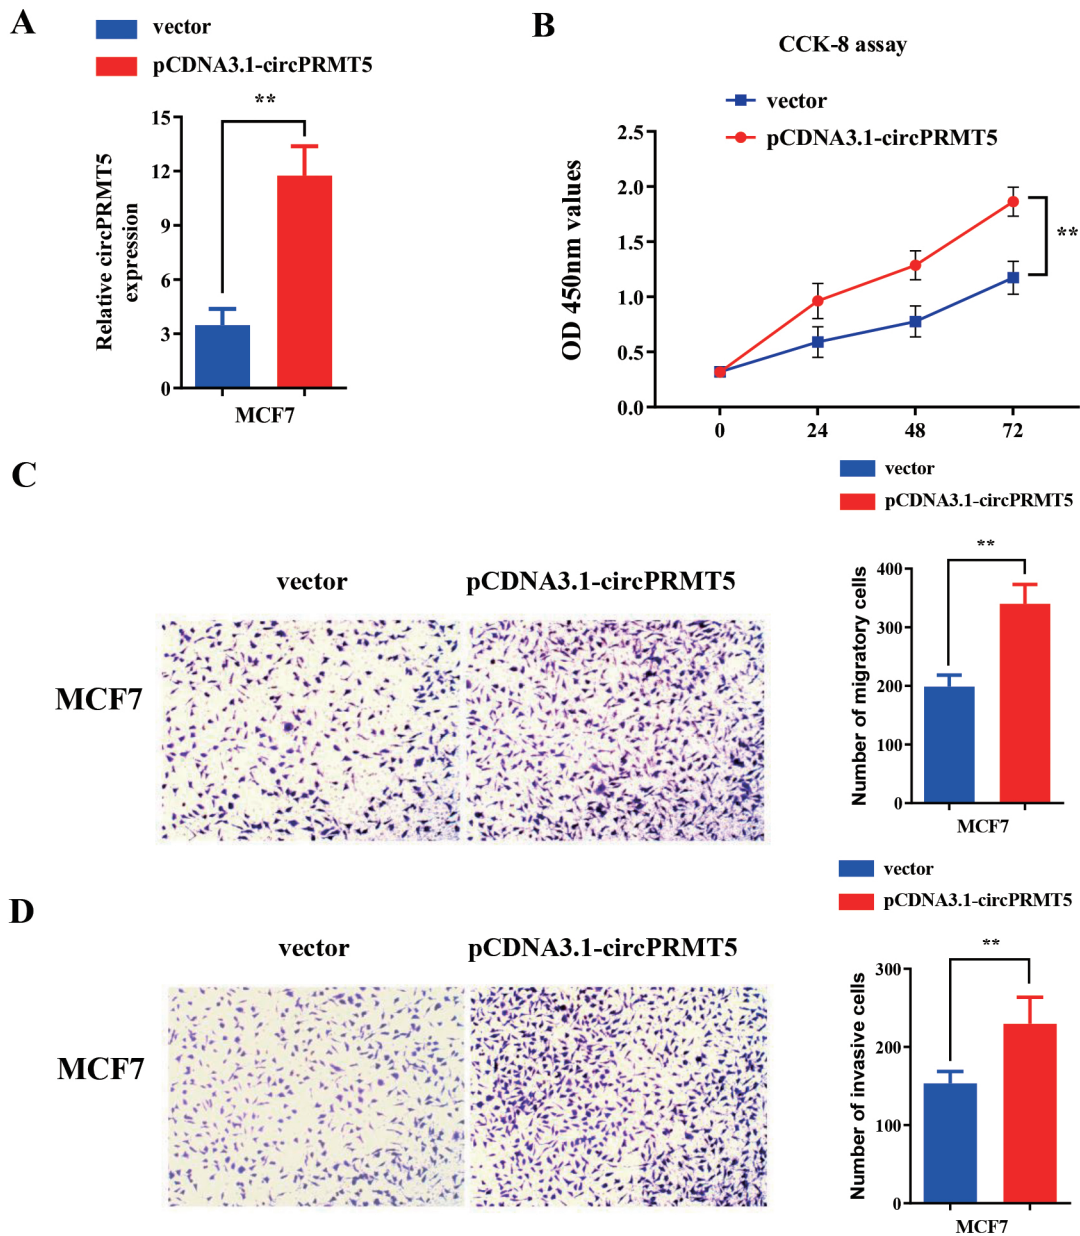 A
vector
pCDNA3.1-circPRMT5
**
15
12
9
6
3
0
Relative circPRMT5
expression
MCF7
B
CCK-8 assay
vector
pCDNA3.1-circPRMT5
2.5
2.0
1.5
1.0
0.5
0.0
OD 450nm values
**
0 24 48 72
C
vector
pCDNA3.1-circPRMT5
vector pCDNA3.1-circPRMT5
MCF7
**
400
300
200
100
0
Number of migratory cells
MCF7
D
vector
pCDNA3.1-circPRMT5
vector pCDNA3.1-circPRMT5
MCF7
**
300
200
100
0
Number of invasive cells
MCF7